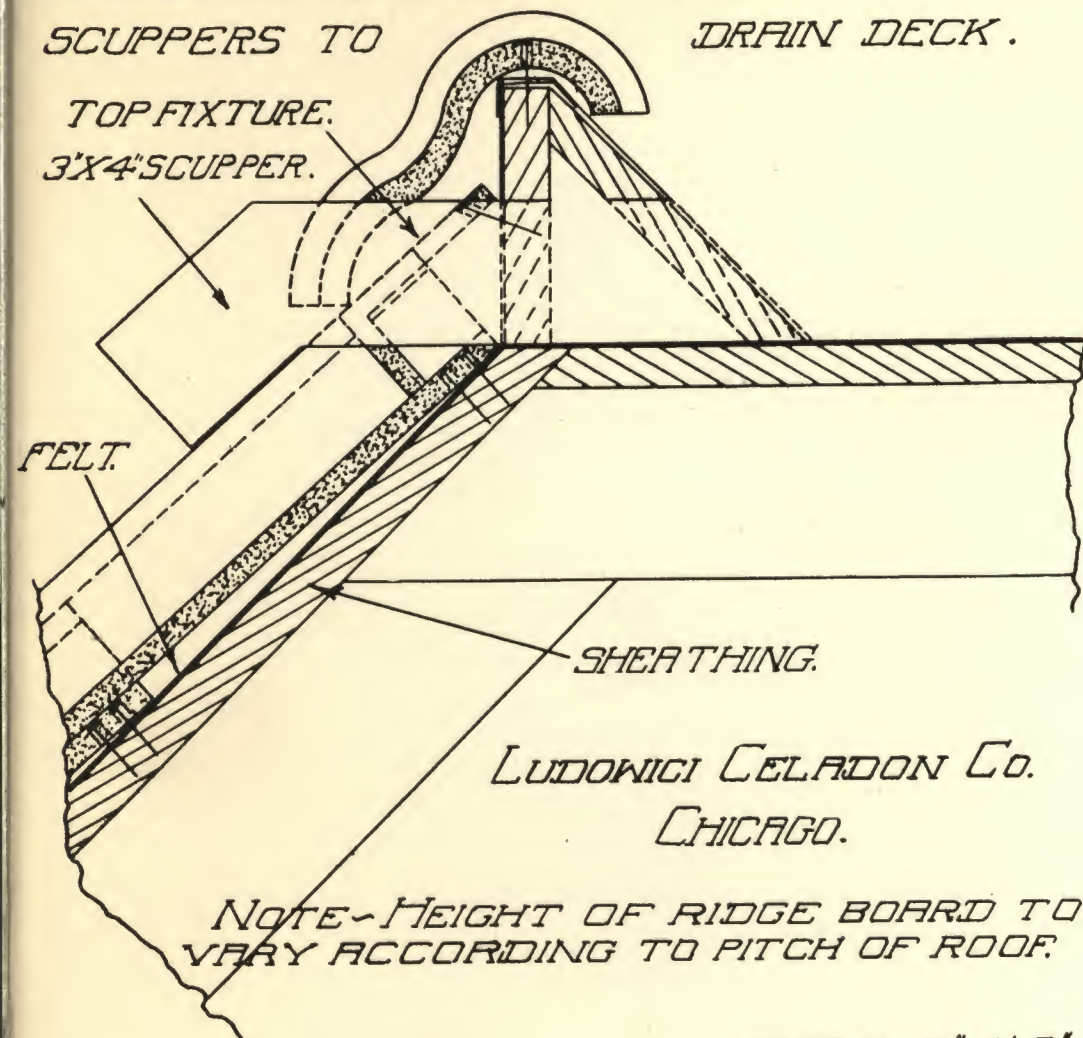 SCUPPERS TO DRAIN DECK.
TOP FIXTURE.
3"X4" SCUPPER.
FELT.
SHEATHING.
LUDOWICI CELADON CO.
CHICAGO.
NOTE~HEIGHT OF RIDGE BOARD TO
VARY ACCORDING TO PITCH OF ROOF.